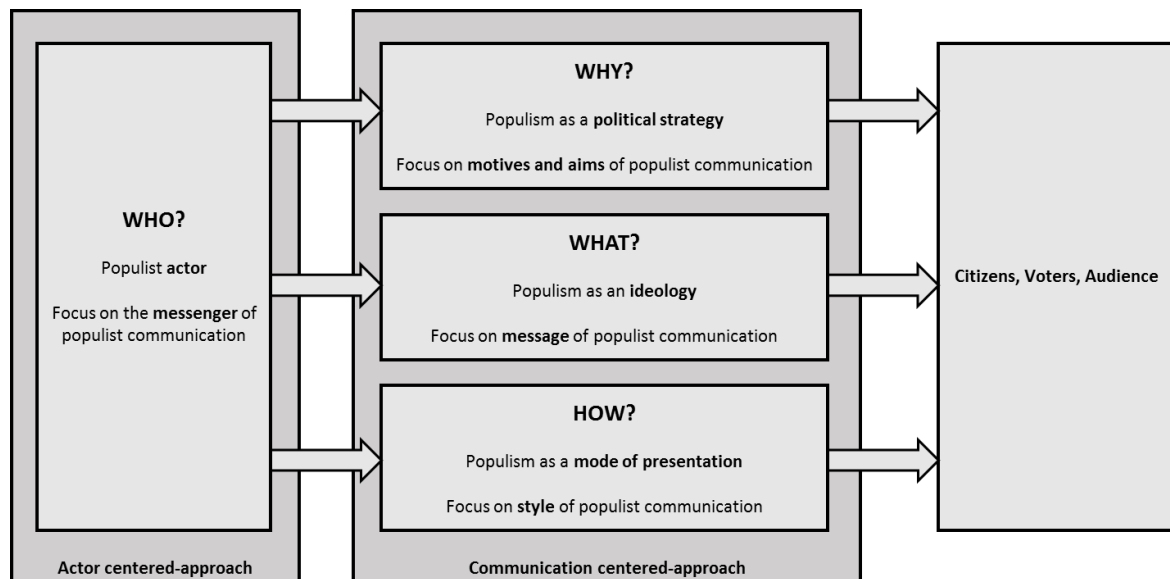 WHO?
Populist actor
Focus on the messenger of
populist communication
Actor centered-approach
WHY?
Populism as a political strategy
Focus on motives and aims of populist communication
WHAT?
Populism as an ideology
Focus on message of populist communication
HOW?
Populism as a mode of presentation
Focus on style of populist communication
Communication centered-approach
Citizens, Voters, Audience